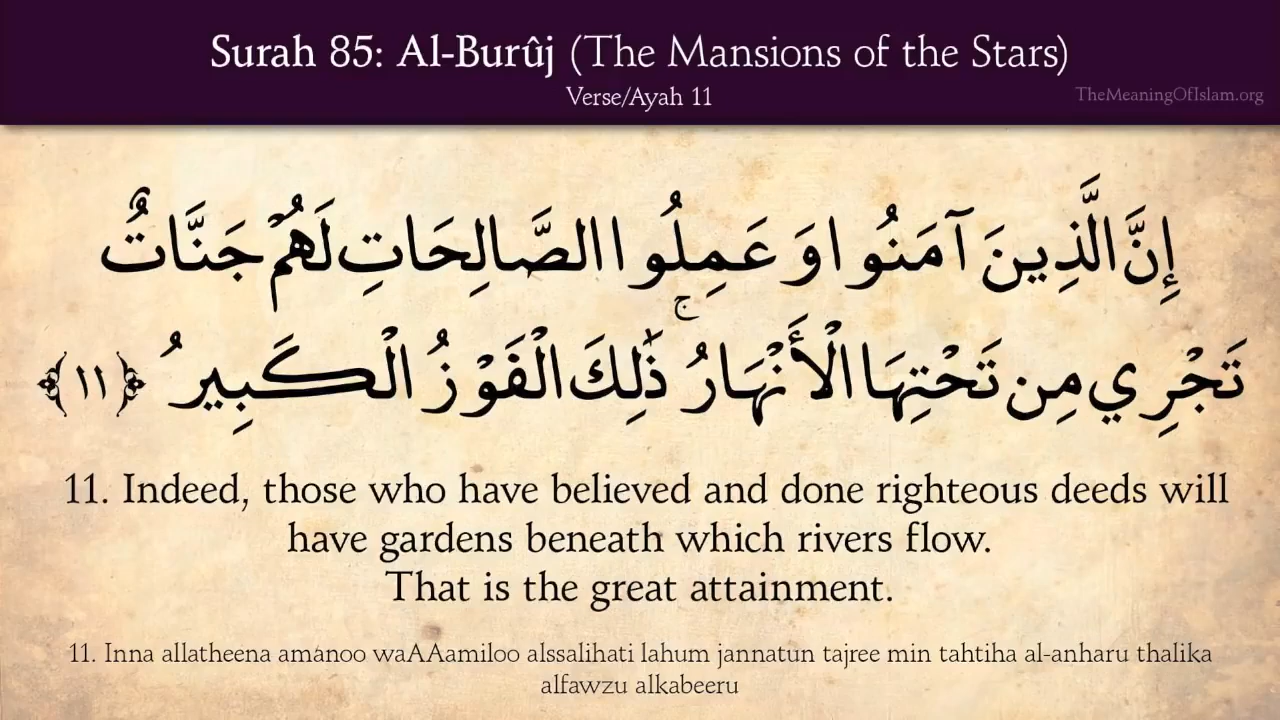 Surah 85: Al-Burûj (The Mansions of the Stars)
Verse/Ayah 11
TheMeaningOfIslam.org
إِنَّ الَّذِينَ آمَنُوا وَعَمِلُوا الصَّالِحَاتِ لَهُمْ جَنَّاتٌ
تَجْرِي مِن تَحْتِهَا الْأَنْهَارُ ۚ ذَٰلِكَ الْفَوْزُ الْكَبِيرُ ﴿١١﴾
11. Indeed, those who have believed and done righteous deeds will
have gardens beneath which rivers flow.
That is the great attainment.
11. Inna allatheena amanoo waAAamiloo alssalihati lahum jannatun tajree min tahtiha al-anharu thalika
alfawzu alkabeeru